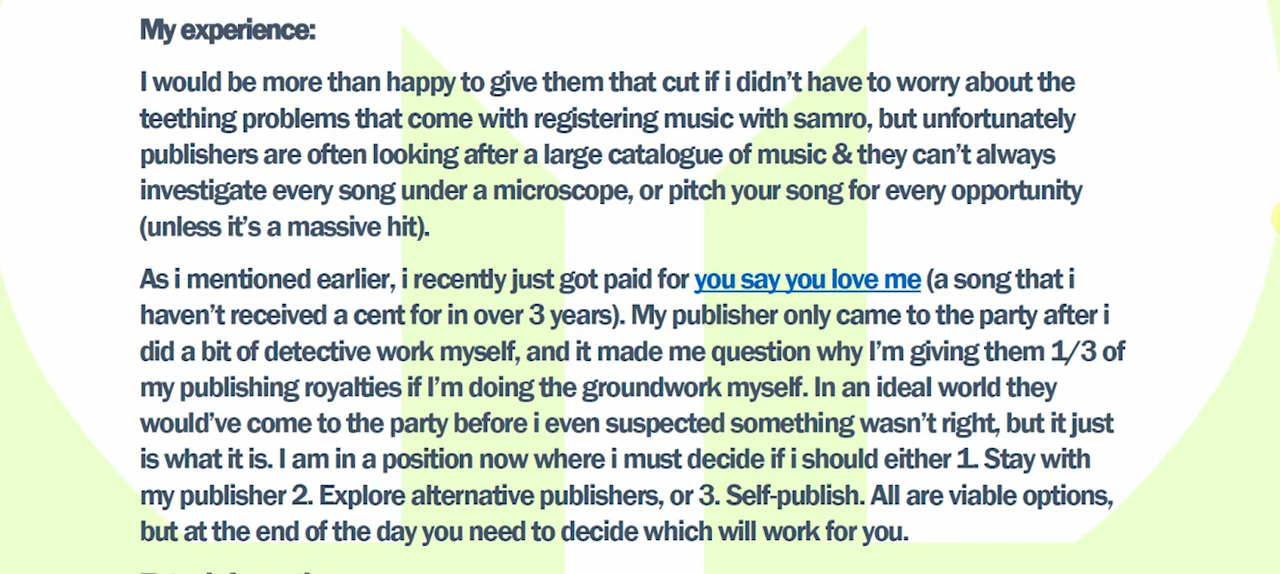 My experience:
I would be more than happy to give them that cut if i didn't have to worry about the
teething problems that come with registering music with samro, but unfortunately
publishers are often looking after a large catalogue of music & they can't always
investigate every song under a microscope, or pitch your song for every opportunity
(unless it's a massive hit).
As i mentioned earlier, i recently just got paid for you say you love me (a song that i
haven't received a cent for in over 3 years). My publisher only came to the party after i
did a bit of detective work myself, and it made me question why I'm giving them 1/3 of
my publishing royalties if I'm doing the groundwork myself. In an ideal world they
would've come to the party before i even suspected something wasn't right, but it just
is what it is. I am in a position now where i must decide if i should either 1. Stay with
my publisher 2. Explore alternative publishers, or 3. Self-publish. All are viable options,
but at the end of the day you need to decide which will work for you.